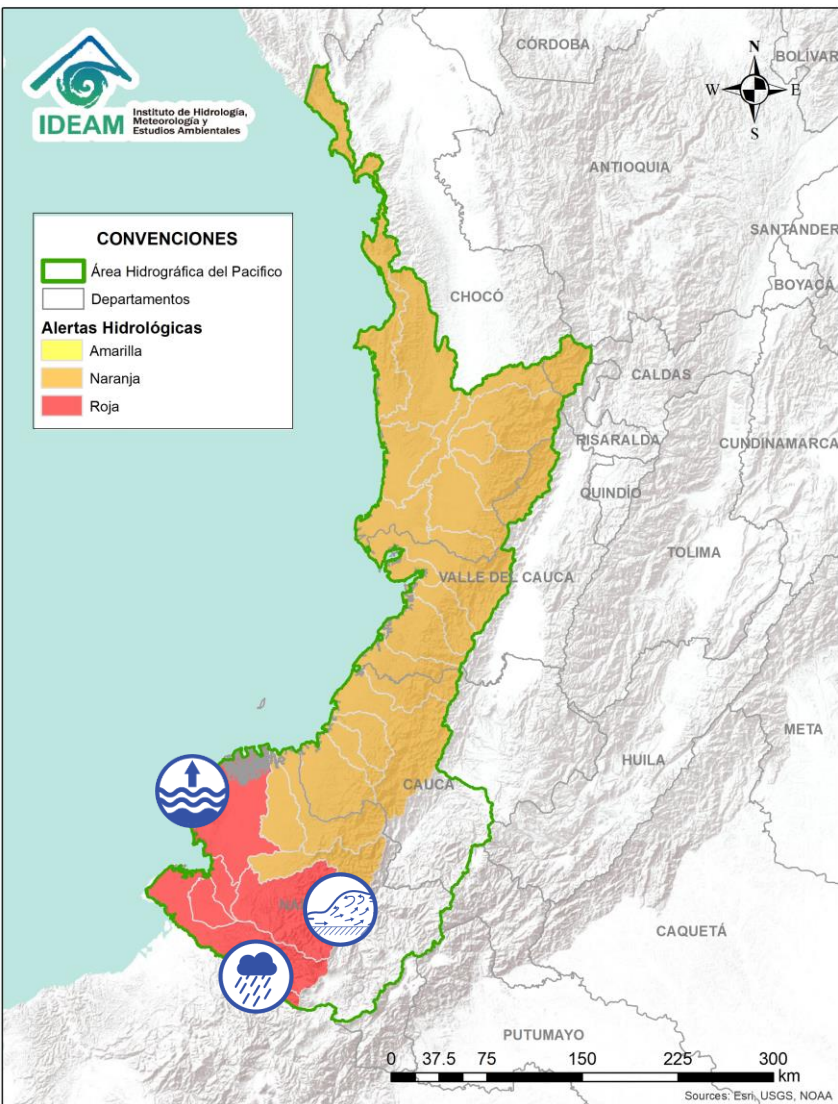 IDEAM
Instituto de Hidrología,
Meteorología y
Estudios Ambientales
CÓRDOBA
BOLÍVAR
N
W
E
S
ANTIOQUIA
SANTANDER
BOYACÁ
CONVENCIONES
Área Hidrográfica del Pacifico
Departamentos
Alertas Hidrológicas
Amarilla
Naranja
Roja
CHOCÓ
CALDAS
RISARALDA
CUNDINAMARCA
QUINDÍO
TOLIMA
VALLE DEL CAUCA
META
HUILA
CAUCA
CAQUETÁ
PUTUMAYO
0 37.5 75 150 225 300
km
Sources: Esri, USGS, NOAA